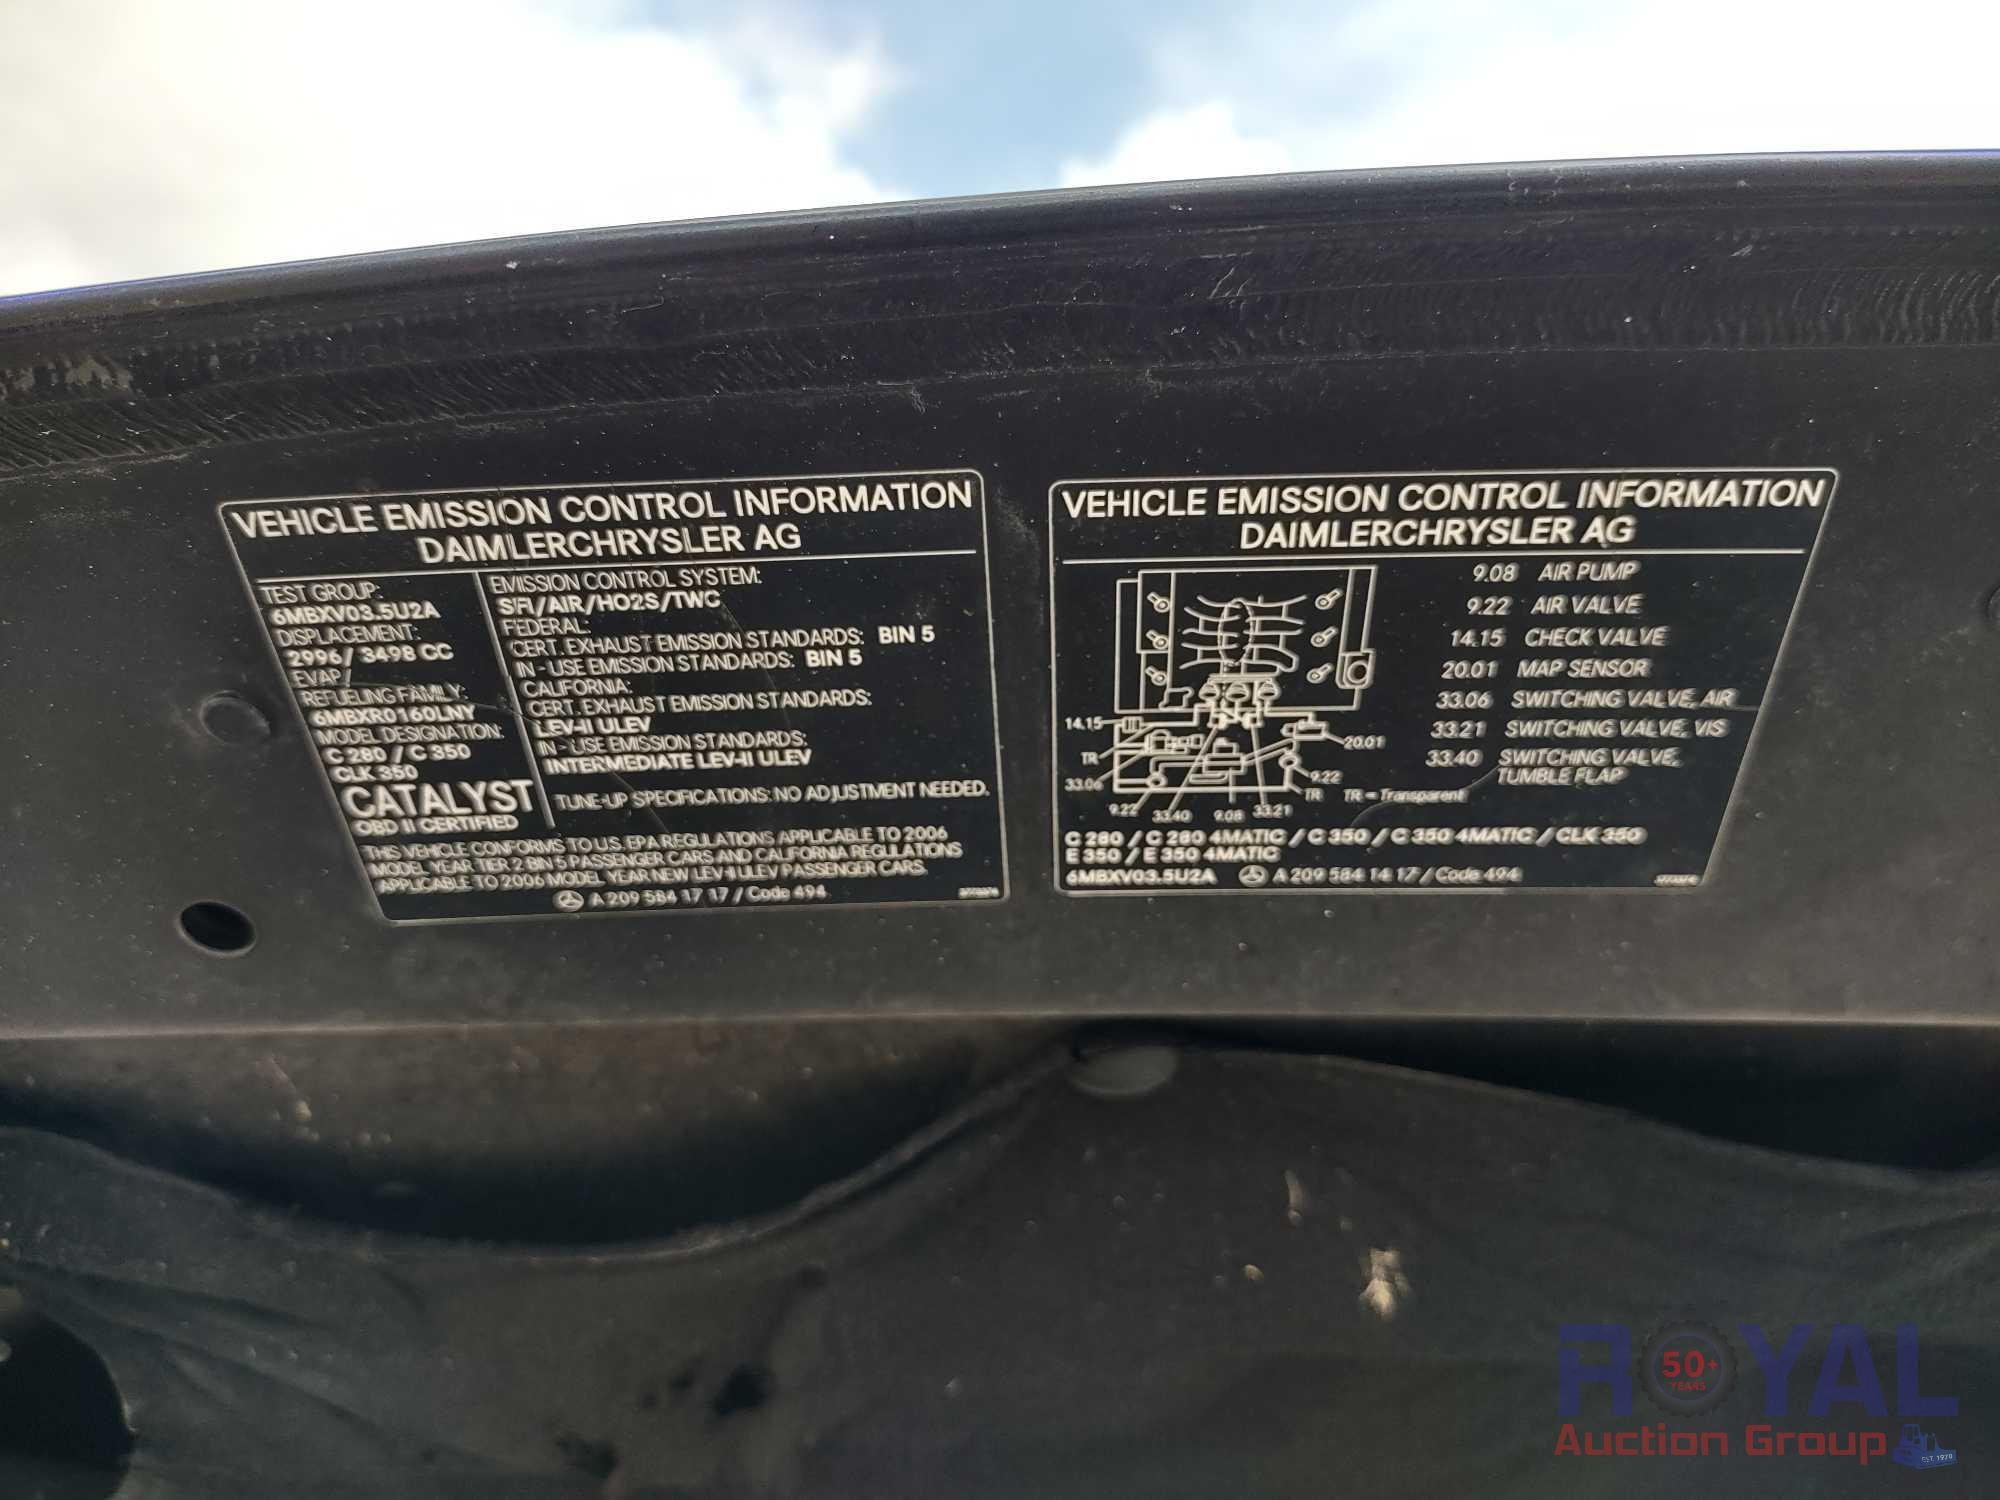 VEHICLE EMISSION CONTROL INFORMATION
DAIMLERCHRYSLER AG
TEST GROUP:
6MBXV03.5U2A
DISPLACEMENT:
2996/ 3498 CC
EVAP/
REFUELING FAMILY:
6MBXR0160LNY
MODEL DESIGNATION:
C 280 / C 350
CLK 350
CATALYST
OBD II CERTIFIED
EMISSION CONTROL SYSTEM:
SFI/AIR/HO2S/TWC
FEDERAL:
CERT. EXHAUST EMISSION STANDARDS: BIN 5
IN - USE EMISSION STANDARDS: BIN 5
CALIFORNIA:
CERT. EXHAUST EMISSION STANDARDS:
LEV-II ULEV
IN - USE EMISSION STANDARDS:
INTERMEDIATE LEV-II ULEV
TUNE-UP SPECIFICATIONS: NO ADJUSTMENT NEEDED.
THIS VEHICLE CONFORMS TO U.S. EPA REGULATIONS APPLICABLE TO 2006
MODEL YEAR TIER 2 BIN 5 PASSENGER CARS AND CALIFORNIA REGULATIONS
APPLICABLE TO 2006 MODEL YEAR NEW LEV-II ULEV PASSENGER CARS.
A 209 584 17 17 / Code 494
VEHICLE EMISSION CONTROL INFORMATION
DAIMLERCHRYSLER AG
9.08 AIR PUMP
9.22 AIR VALVE
14.15 CHECK VALVE
20.01 MAP SENSOR
33.06 SWITCHING VALVE, AIR
33.21 SWITCHING VALVE, VIS
33.40 SWITCHING VALVE,
TUMBLE FLAP
14.15
TR
33.06
9.22
33.40
9.08
33.21
TR
9.22
20.01
TR = Transparent
C 280 / C 280 4MATIC / C 350 / C 350 4MATIC / CLK 350
E 350 / E 350 4MATIC
6MBXV03.5U2A A 209 584 14 17 / Code 494
ROYAL
50+
YEARS
Auction Group
EST. 1970